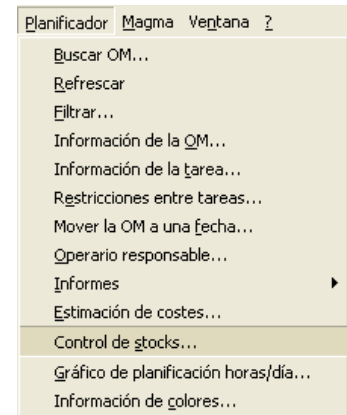 Planificador Magma Ventana ?
Buscar OM...
Refrescar
Filtrar...
Información de la OM...
Información de la tarea...
Restricciones entre tareas...
Mover la OM a una fecha...
Operario responsable...
Informes
Estimación de costes...
Control de stocks...
Gráfico de planificación horas/día...
Información de colores...